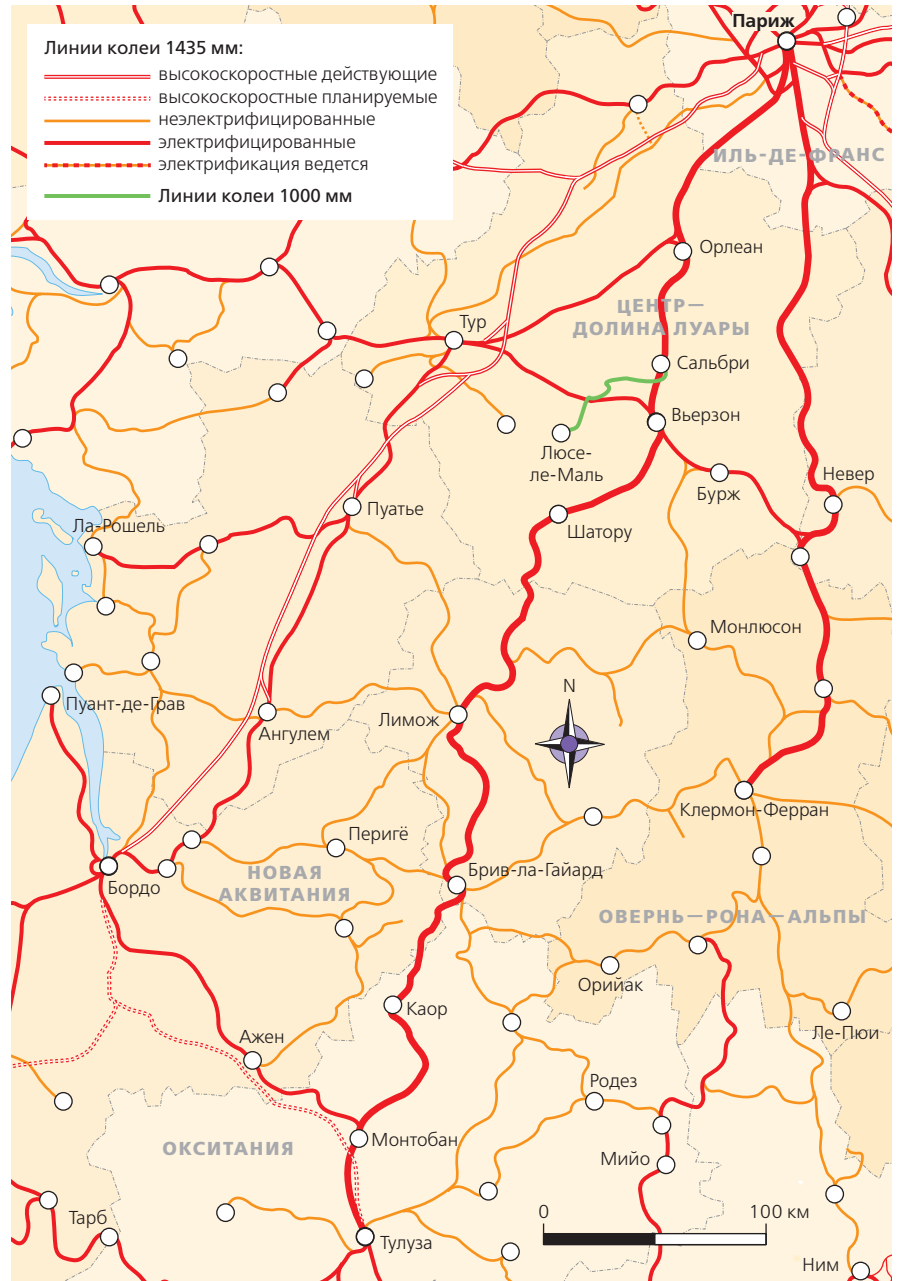 Париж
Линии колеи 1435 мм:
высокоскоростные действующие
высокоскоростные планируемые
неэлектрифицированные
электрифицированные
электрификация ведется
Линии колеи 1000 мм
ИЛЬ-ДЕ-ФРАНС
Орлеан
ЦЕНТР—
ДОЛИНА ЛУАРЫ
Тур
Сальбри
Вьерзон
Люсе-
ле-Маль
Бурж
Невер
Пуатье
Ла-Рошель
Шатору
Монлюсон
N
Пуант-де-Грав
Ангулем
Лимож
Клермон-Ферран
Перигё
Брив-ла-Гайард
Бордо
НОВАЯ
АКВИТАНИЯ
ОВЕРНЬ—РОНА—АЛЬПЫ
Орийак
Каор
Ле-Пюи
Ажен
Родез
Монтобан
ОКСИТАНИЯ
Мийо
0 100 км
Тарб
Тулуза
Ним